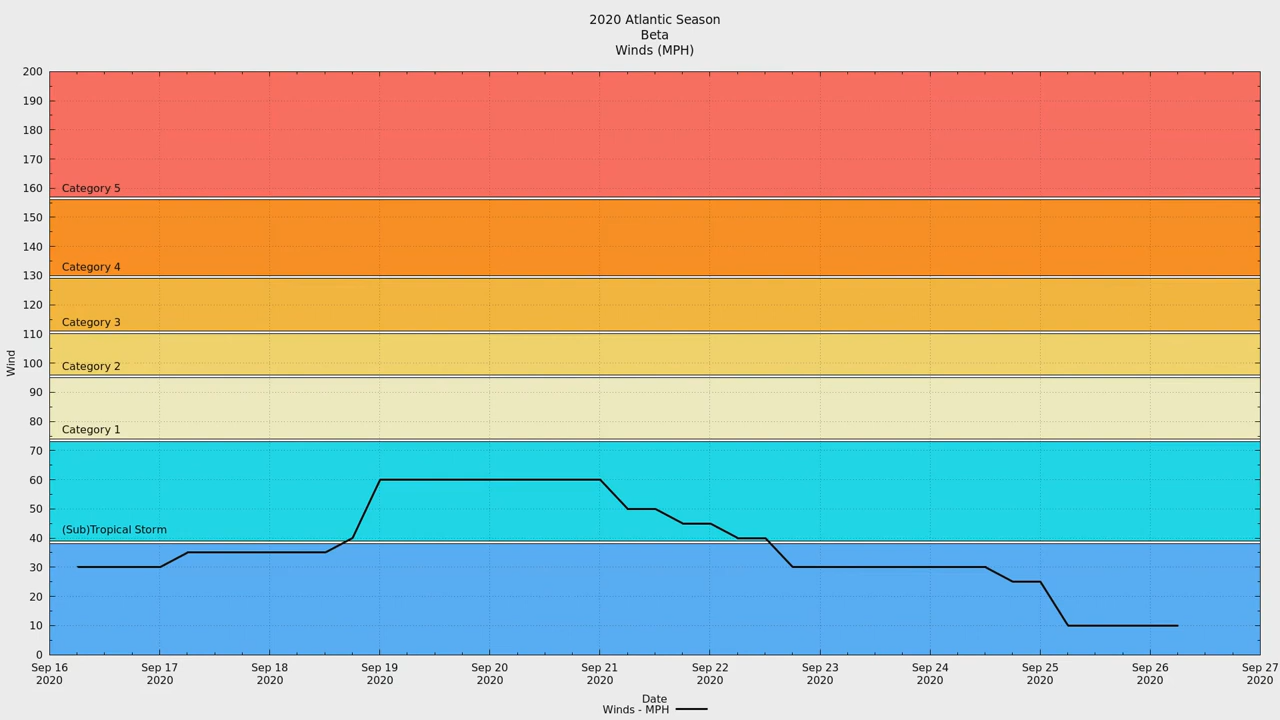 2020 Atlantic Season
Beta
Winds (MPH)
200
190
180
170
160
Category 5
150
140
Category 4
130
120
Category 3
110
100
Category 2
90
80
Category 1
70
60
50
(Sub)Tropical Storm
40
30
20
10
0
Wind
Sep 16 Sep 17 Sep 18 Sep 19 Sep 20 Sep 21 Sep 22 Sep 23 Sep 24 Sep 25 Sep 26 Sep 27
2020 2020 2020 2020 2020 2020 2020 2020 2020 2020 2020 2020
Date
Winds - MPH